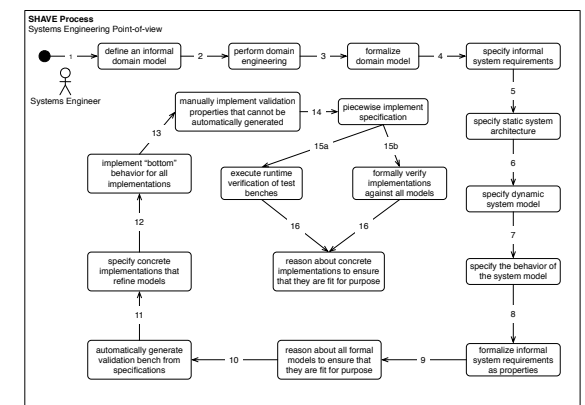 SHAVE Process
Systems Engineering Point-of-view
1
define an informal
domain model
2
perform domain
engineering
3
formalize
domain model
4
specify informal
system requirements
Systems Engineer
5
specify static system
architecture
6
specify dynamic
system model
7
specify the behavior of
the system model
8
formalize informal
system requirements
as properties
9
reason about all formal
models to ensure that
they are fit for purpose
10
automatically generate
validation bench from
specifications
11
specify concrete
implementations that
refine models
12
implement “bottom”
behavior for all
implementations
13
manually implement validation
properties that cannot be
automatically generated
14
piecewise implement
specification
15a
15b
execute runtime
verification of test
benches
formally verify
implementations
against all models
16
16
reason about concrete
implementations to ensure
that they are fit for purpose